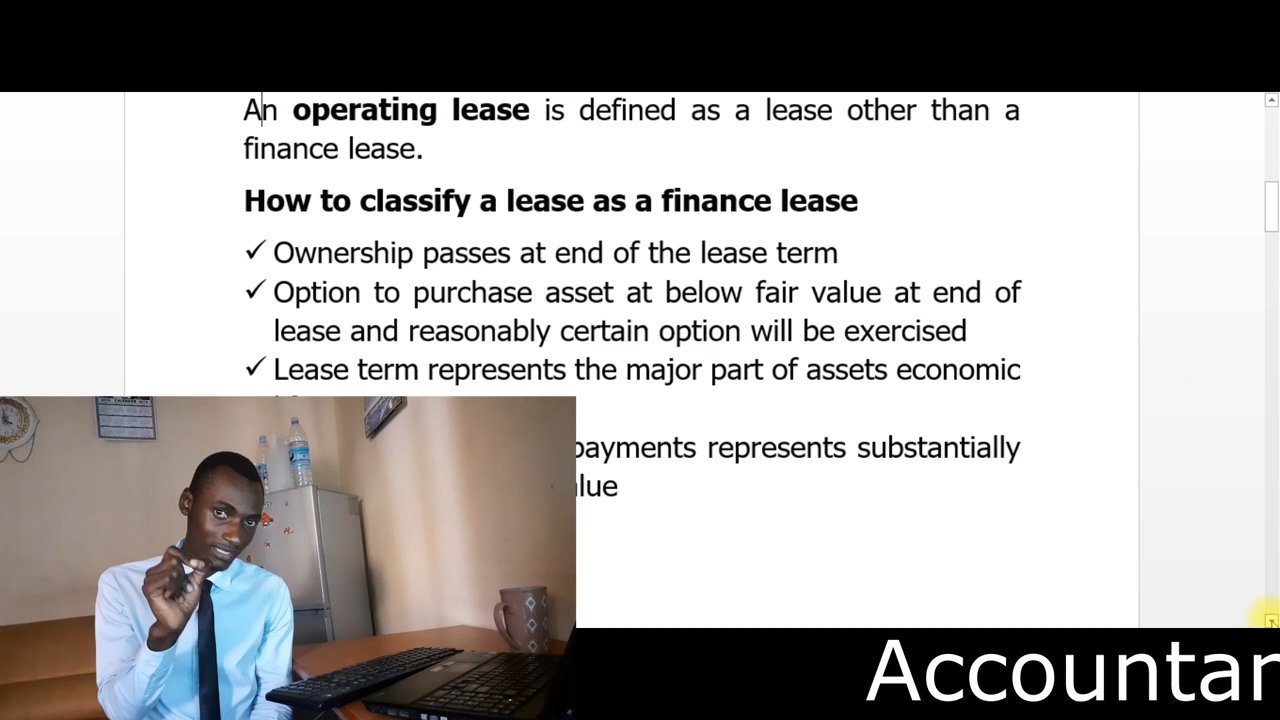 An operating lease is defined as a lease other than a
finance lease.
How to classify a lease as a finance lease
✓ Ownership passes at end of the lease term
✓ Option to purchase asset at below fair value at end of
lease and reasonably certain option will be exercised
✓ Lease term represents the major part of assets economic
payments represents substantially
Accountan